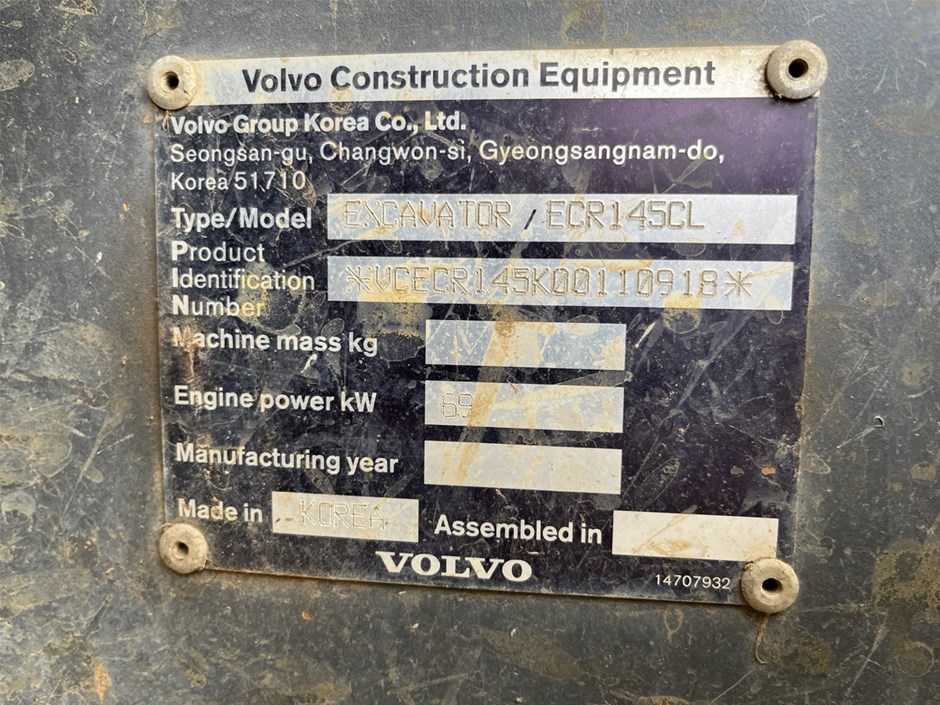 Volvo Construction Equipment
Volvo Group Korea Co., Ltd.
Seongsan-gu, Changwon-si, Gyeongsangnam-do,
Korea 51710
Type/Model EXCAVATOR / ECR145CL
Product
Identification *VCECR145K00110918*
Number
Machine mass kg
Engine power kW 69
Manufacturing year
Made in KOREA Assembled in
VOLVO
14707932